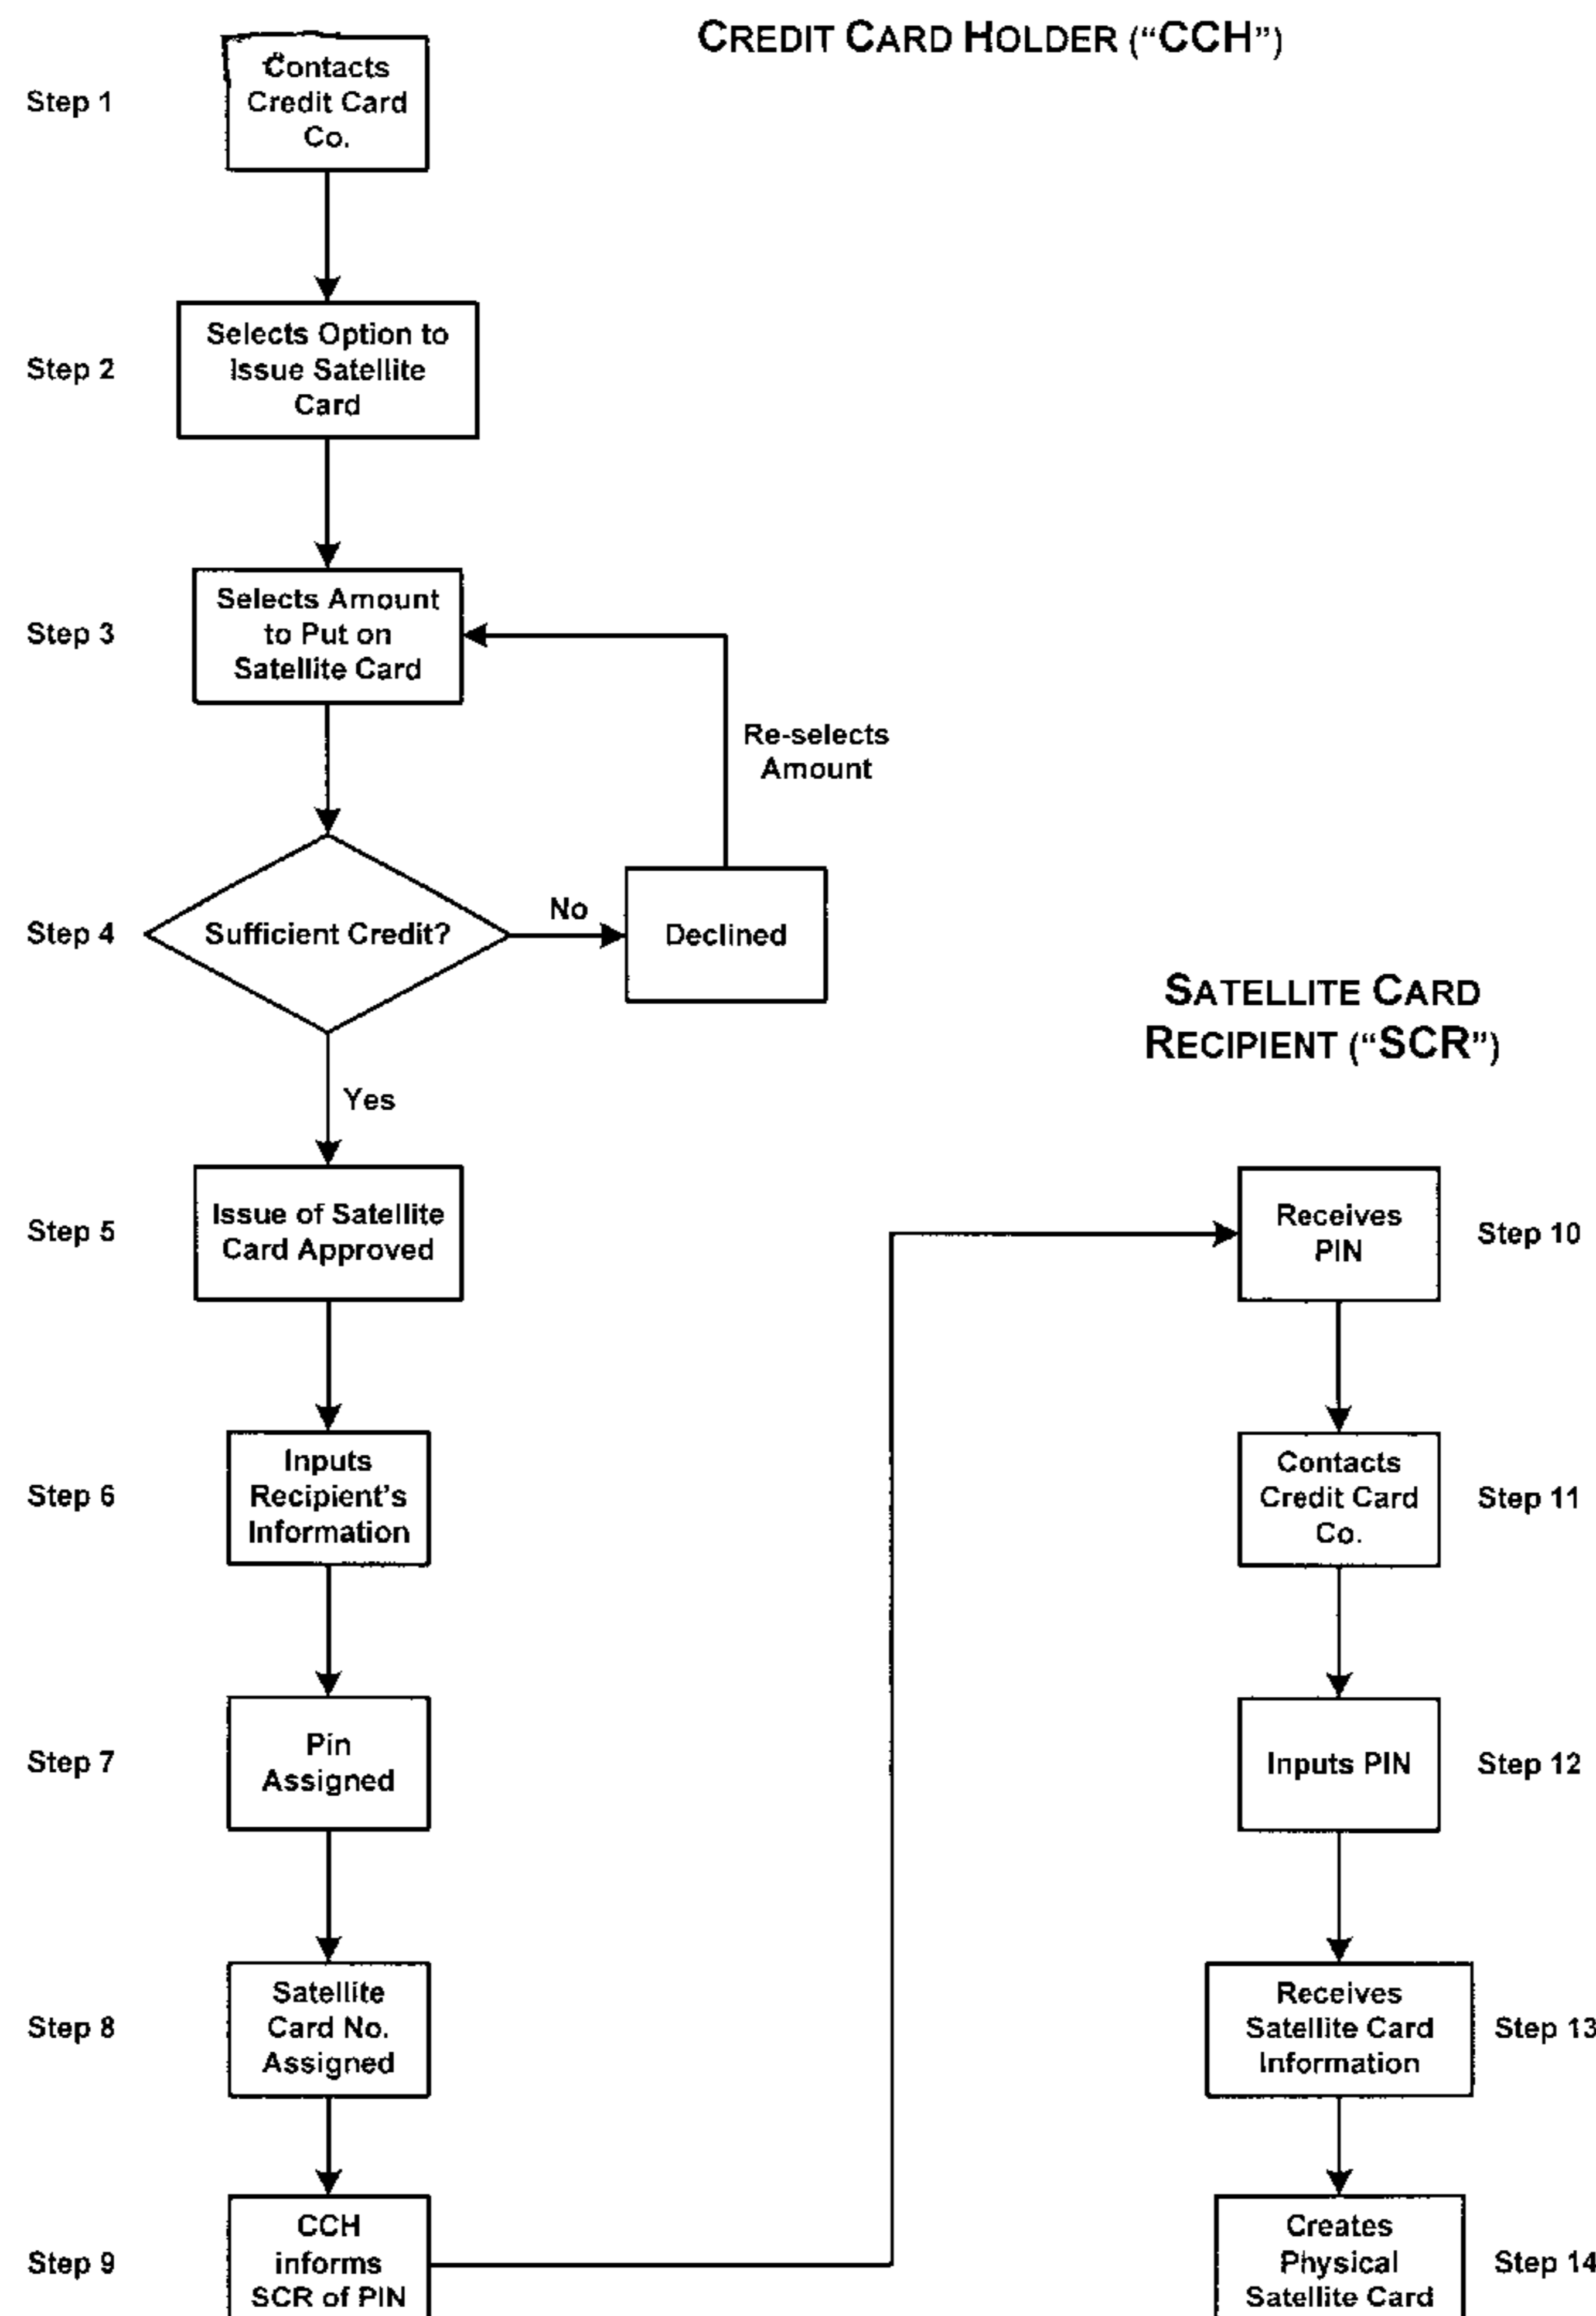 CREDIT CARD HOLDER (“CCH”)
Step 1
Contacts
Credit Card
Co.
Step 2
Selects Option to
Issue Satellite
Card
Step 3
Selects Amount
to Put on
Satellite Card
Re-selects
Amount
Step 4
Sufficient Credit?
No
Declined
Yes
Step 5
Issue of Satellite
Card Approved
Step 6
Inputs
Recipient's
Information
Step 7
Pin
Assigned
Step 8
Satellite
Card No.
Assigned
Step 9
CCH
informs
SCR of PIN
SATELLITE CARD
RECIPIENT (“SCR”)
Receives
PIN
Step 10
Contacts
Credit Card
Co.
Step 11
Inputs PIN
Step 12
Receives
Satellite Card
Information
Step 13
Creates
Physical
Satellite Card
Step 14